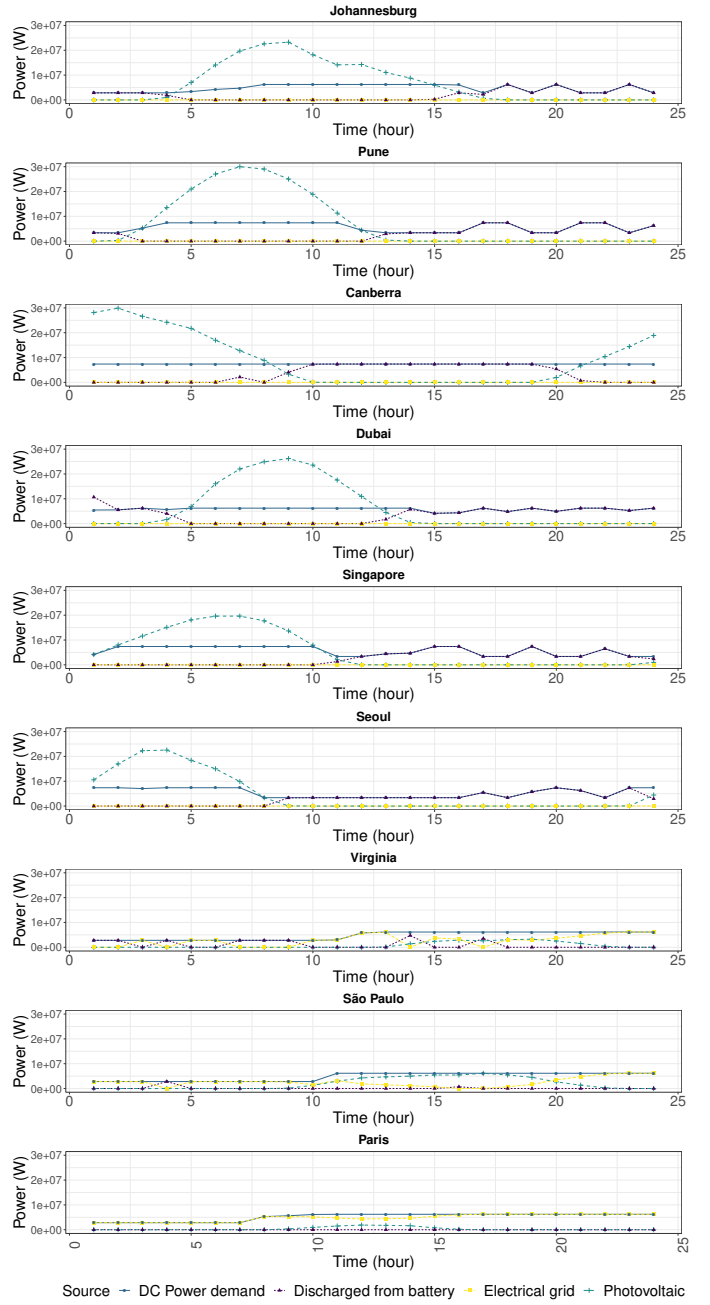 Johannesburg
Power (W)
3e+07
2e+07
1e+07
0e+00
0 5 10 15 20 25
Time (hour)
Pune
Power (W)
3e+07
2e+07
1e+07
0e+00
0 5 10 15 20 25
Time (hour)
Canberra
Power (W)
3e+07
2e+07
1e+07
0e+00
0 5 10 15 20 25
Time (hour)
Dubai
Power (W)
3e+07
2e+07
1e+07
0e+00
0 5 10 15 20 25
Time (hour)
Singapore
Power (W)
3e+07
2e+07
1e+07
0e+00
0 5 10 15 20 25
Time (hour)
Seoul
Power (W)
3e+07
2e+07
1e+07
0e+00
0 5 10 15 20 25
Time (hour)
Virginia
Power (W)
3e+07
2e+07
1e+07
0e+00
0 5 10 15 20 25
Time (hour)
São Paulo
Power (W)
3e+07
2e+07
1e+07
0e+00
0 5 10 15 20 25
Time (hour)
Paris
Power (W)
3e+07
2e+07
1e+07
0e+00
0 5 10 15 20 25
Time (hour)
Source DC Power demand Discharged from battery Electrical grid Photovoltaic